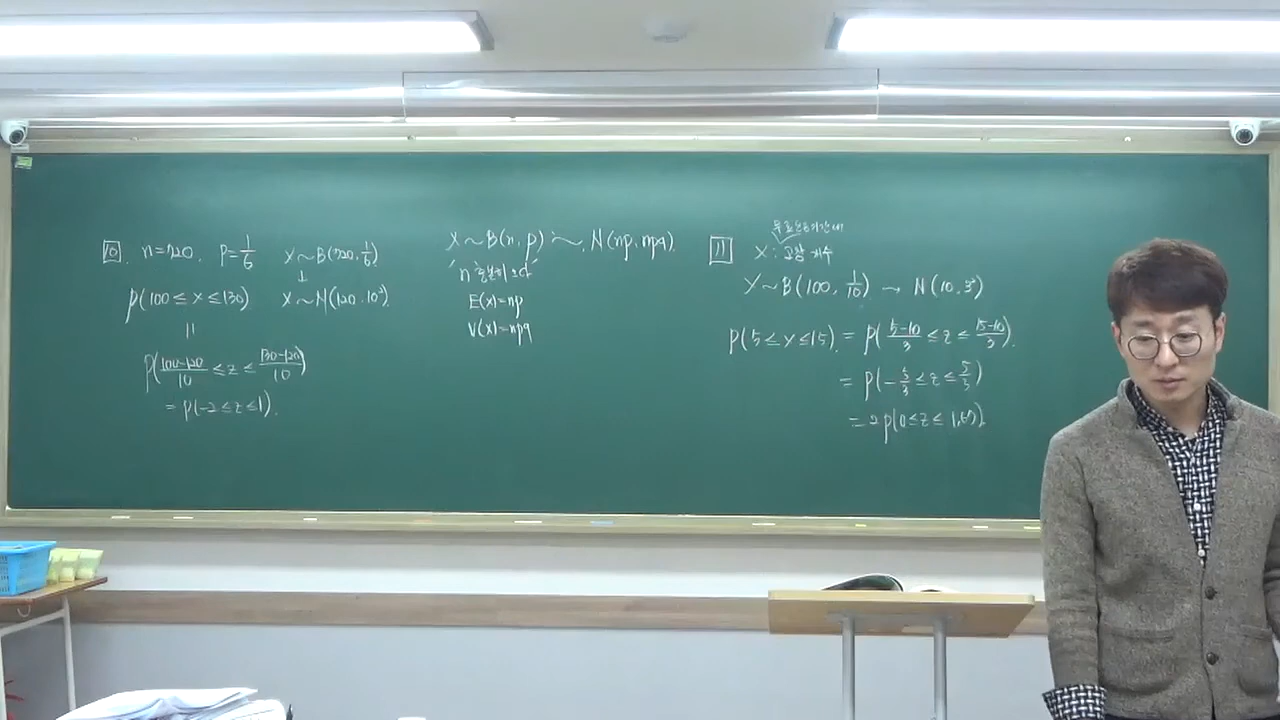 10 n=720. P=1/6 X~B(720, 1/6)
P(100≤X≤130) X~N(120, 10²).
=
P((100-120)/10 ≤Z≤ (130-120)/10)
= P(-2≤Z≤1).
X~B(n, p) ~ N(np, npq).
"n 충분히 크다"
E(X)=np
V(X)=npq
11 X: 고장 개수
X~B(100, 1/10) → N(10, 3²)
P(5≤X≤15). = P((5-10)/3 ≤Z≤ (15-10)/3).
= P(-5/3 ≤Z≤ 5/3)
= 2P(0≤Z≤1.67).